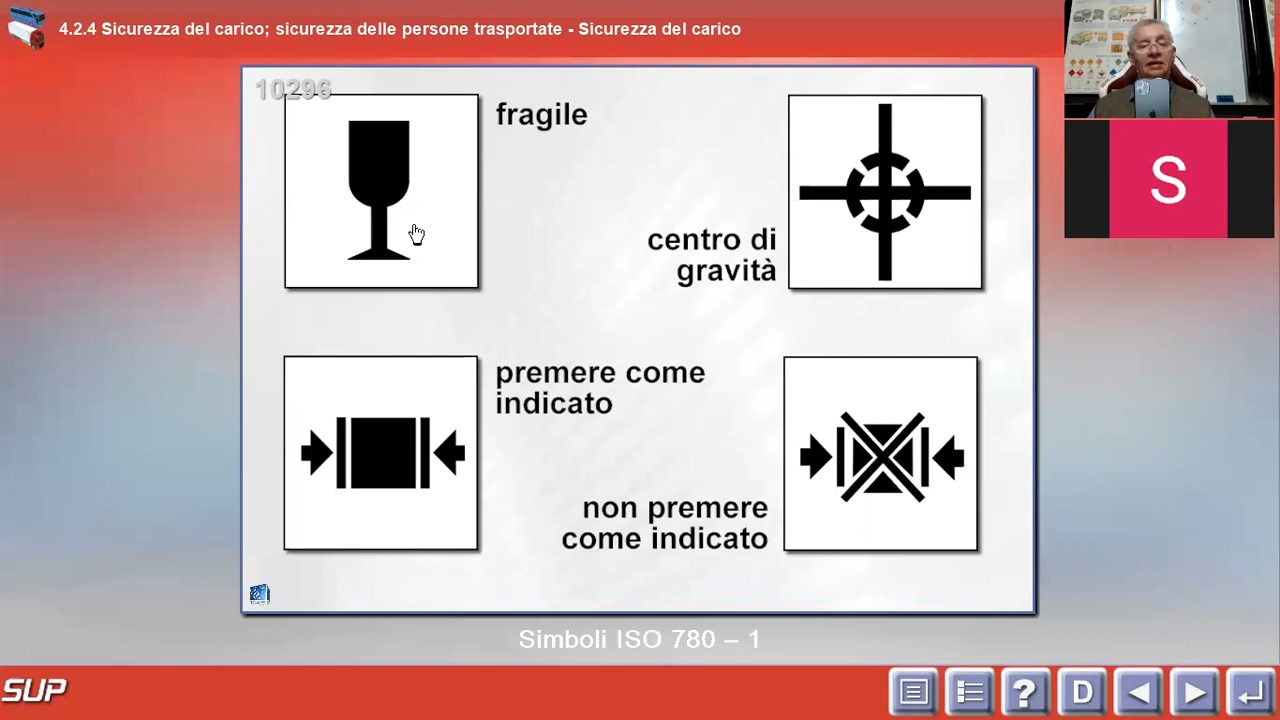 4.2.4 Sicurezza del carico; sicurezza delle persone trasportate - Sicurezza del carico
10296
fragile
centro di
gravità
premere come
indicato
non premere
come indicato
S
Simboli ISO 780 – 1
SUP
? D